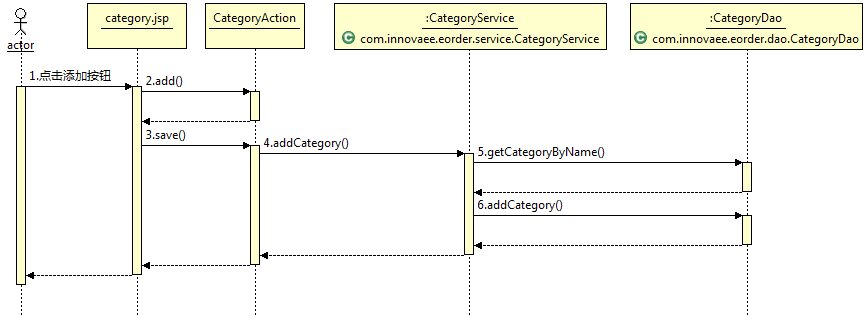 actor
category.jsp
CategoryAction
:CategoryService
C com.innovaee.eorder.service.CategoryService
:CategoryDao
C com.innovaee.eorder.dao.CategoryDao
1.点击添加按钮
2.add()
3.save()
4.addCategory()
5.getCategoryByName()
6.addCategory()